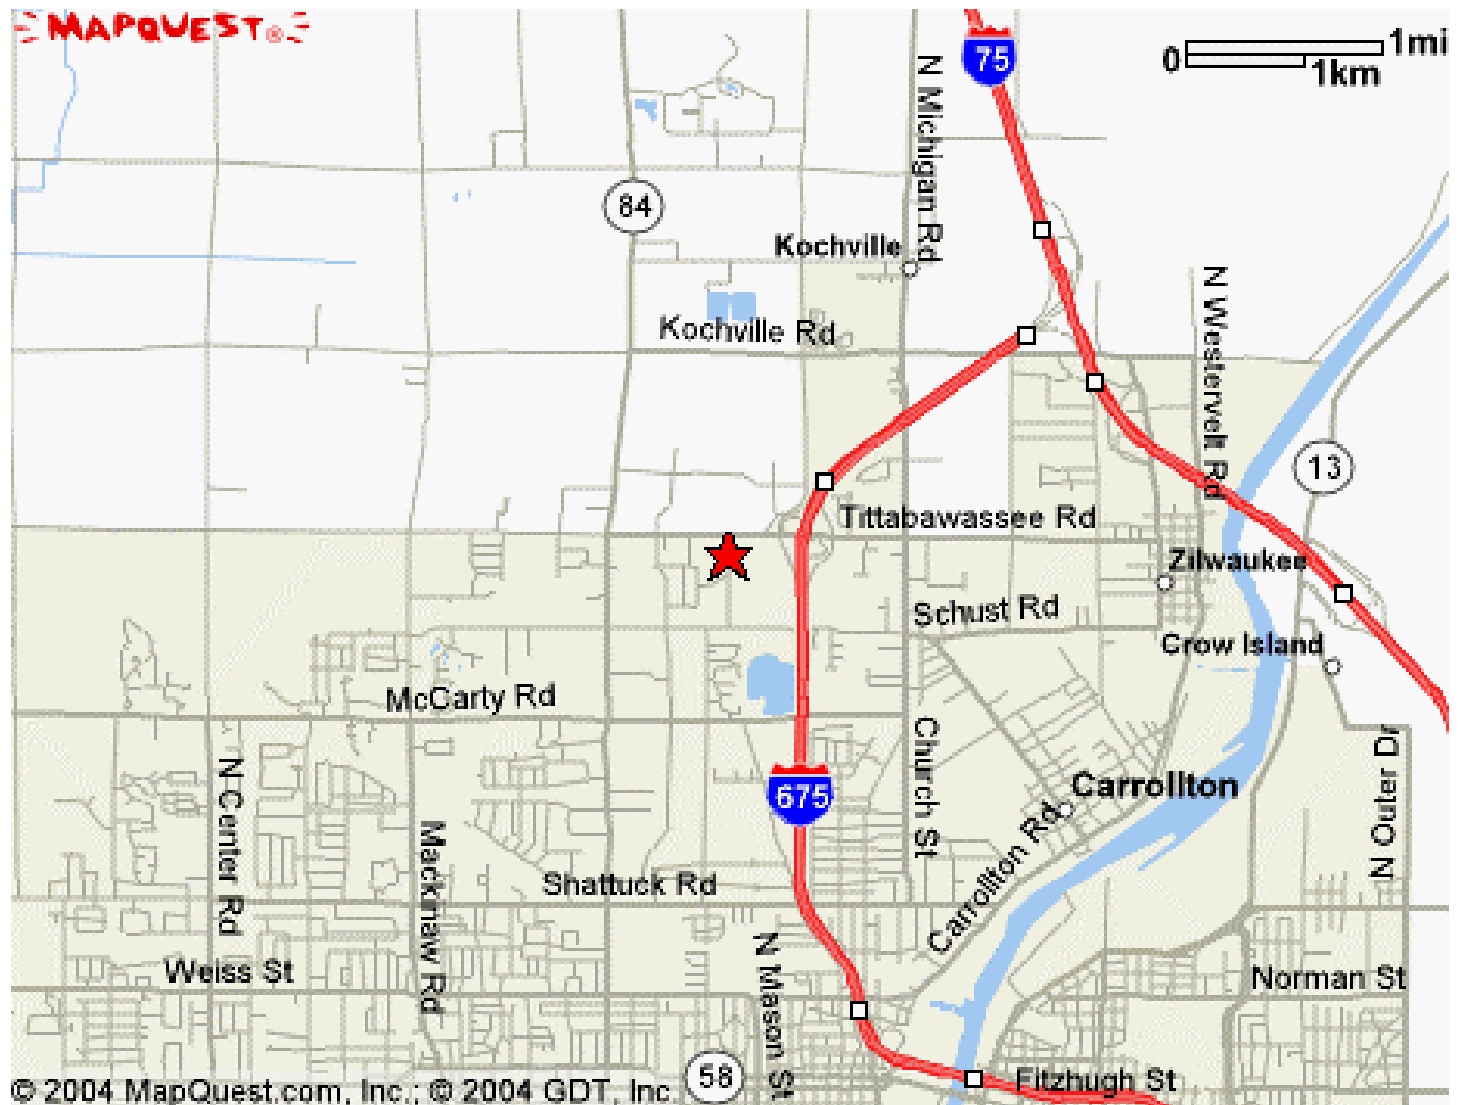 MAPQUEST®
75
0 1mi
1km
N Michigan Rd
84
Kochville
N Westervelt Rd
Kochville Rd
13
Tittabawassee Rd
Zilwaukee
Schust Rd
Crow Island
McCarty Rd
N Center Rd
Church St
N Outer Dr
675
Carrollton
Mackinaw Rd
Carrollton Rd
Shattuck Rd
Weiss St
N Mason St
Norman St
58
Fitzhugh St
© 2004 MapQuest.com, Inc.; © 2004 GDT, Inc.